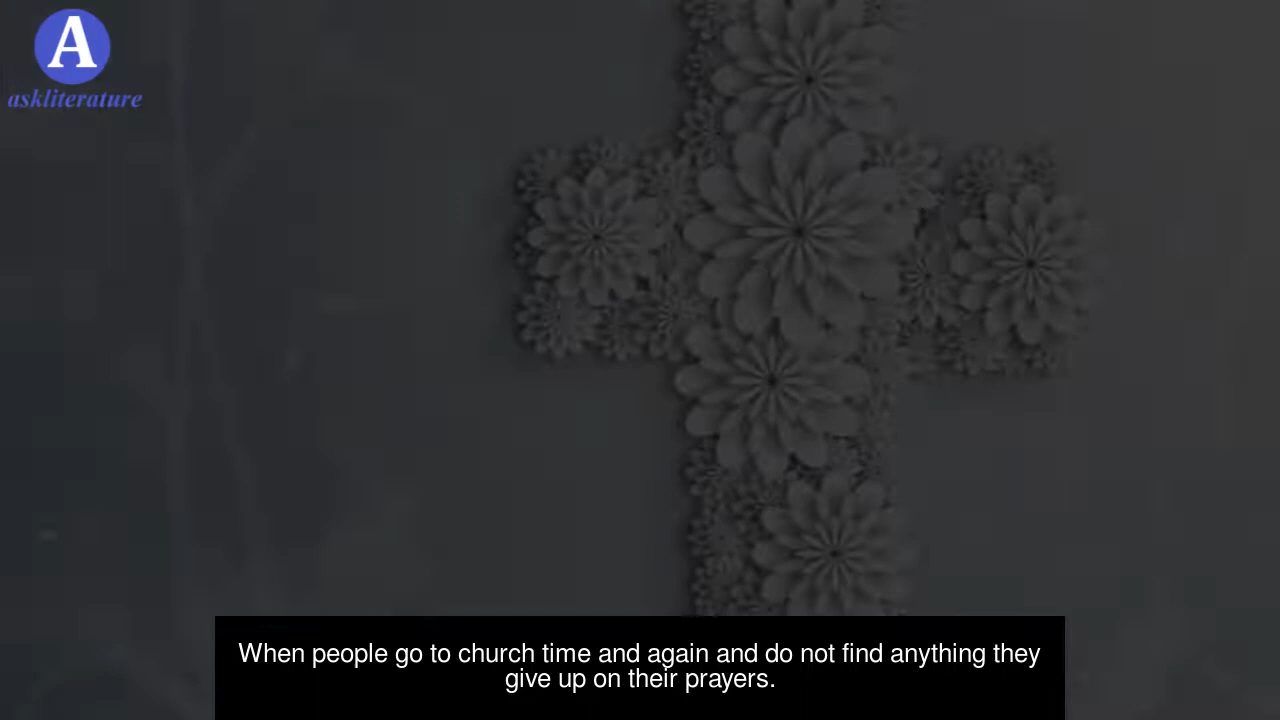 A
askliterature
When people go to church time and again and do not find anything they
give up on their prayers.